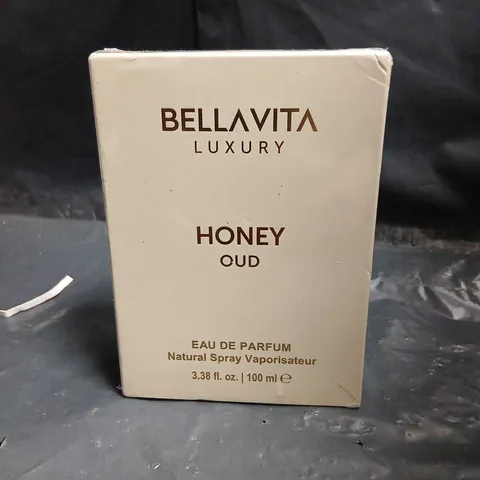 BELLAVITA
LUXURY
HONEY
OUD
EAU DE PARFUM
Natural Spray Vaporisateur
3.38 fl. oz. | 100 ml ℮